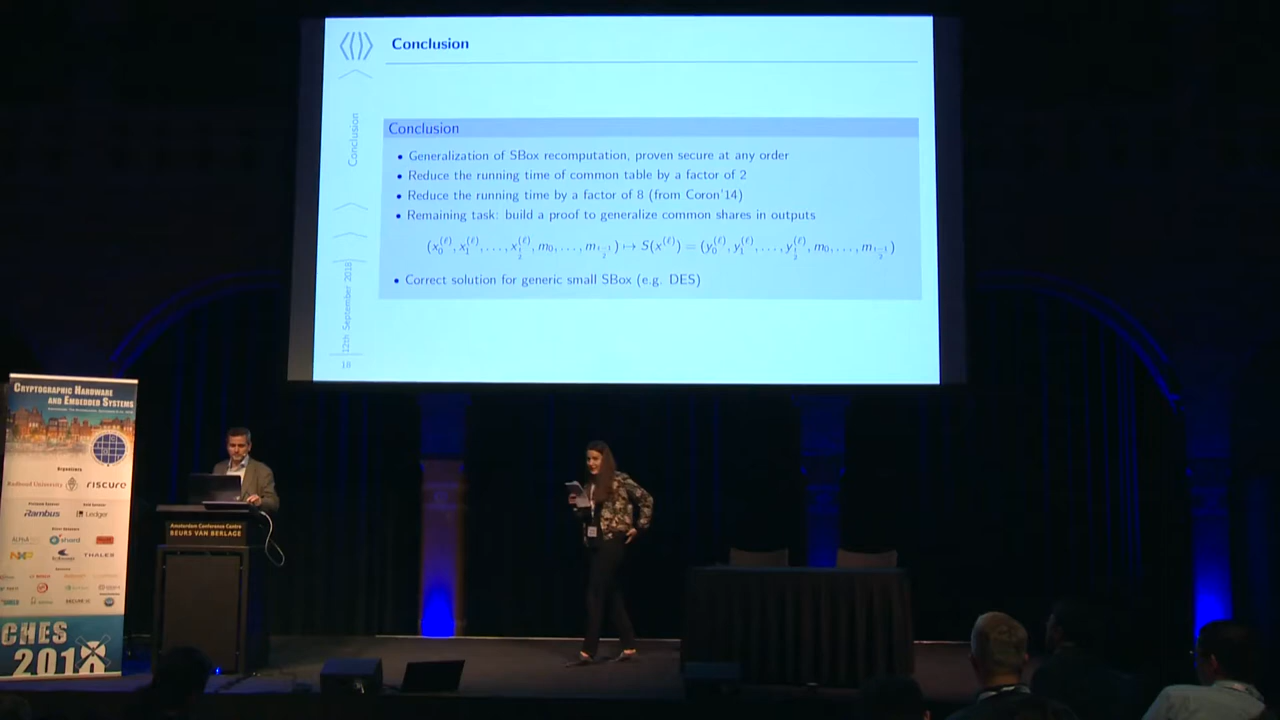 Conclusion
Conclusion
12th September 2018
18
Conclusion
• Generalization of SBox recomputation, proven secure at any order
• Reduce the running time of common table by a factor of 2
• Reduce the running time by a factor of 8 (from Coron'14)
• Remaining task: build a proof to generalize common shares in outputs
• Correct solution for generic small SBox (e.g. DES)
CRYPTOGRAPHIC HARDWARE
AND EMBEDDED SYSTEMS
Organizers
Radboud University
riscure
Rambus
Ledger
NXP
THALES
CHES
2018
Amsterdam Conference Centre
BEURS VAN BERLAGE